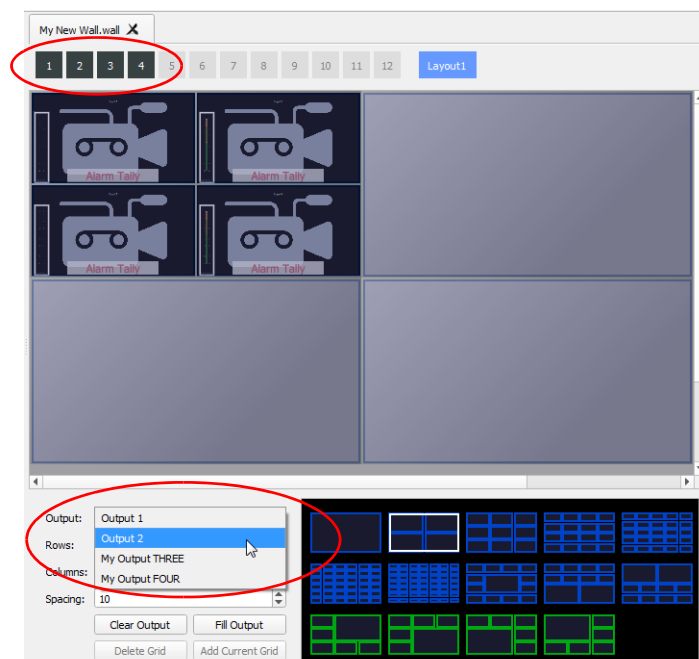 My New Wall.wall X
1 2 3 4 5 6 7 8 9 10 11 12 Layout1
Alarm Tally Alarm Tally
Alarm Tally Alarm Tally
Output: Output 1
Output 2
Rows:
My Output THREE
Columns: My Output FOUR
Spacing: 10
Clear Output Fill Output
Delete Grid Add Current Grid